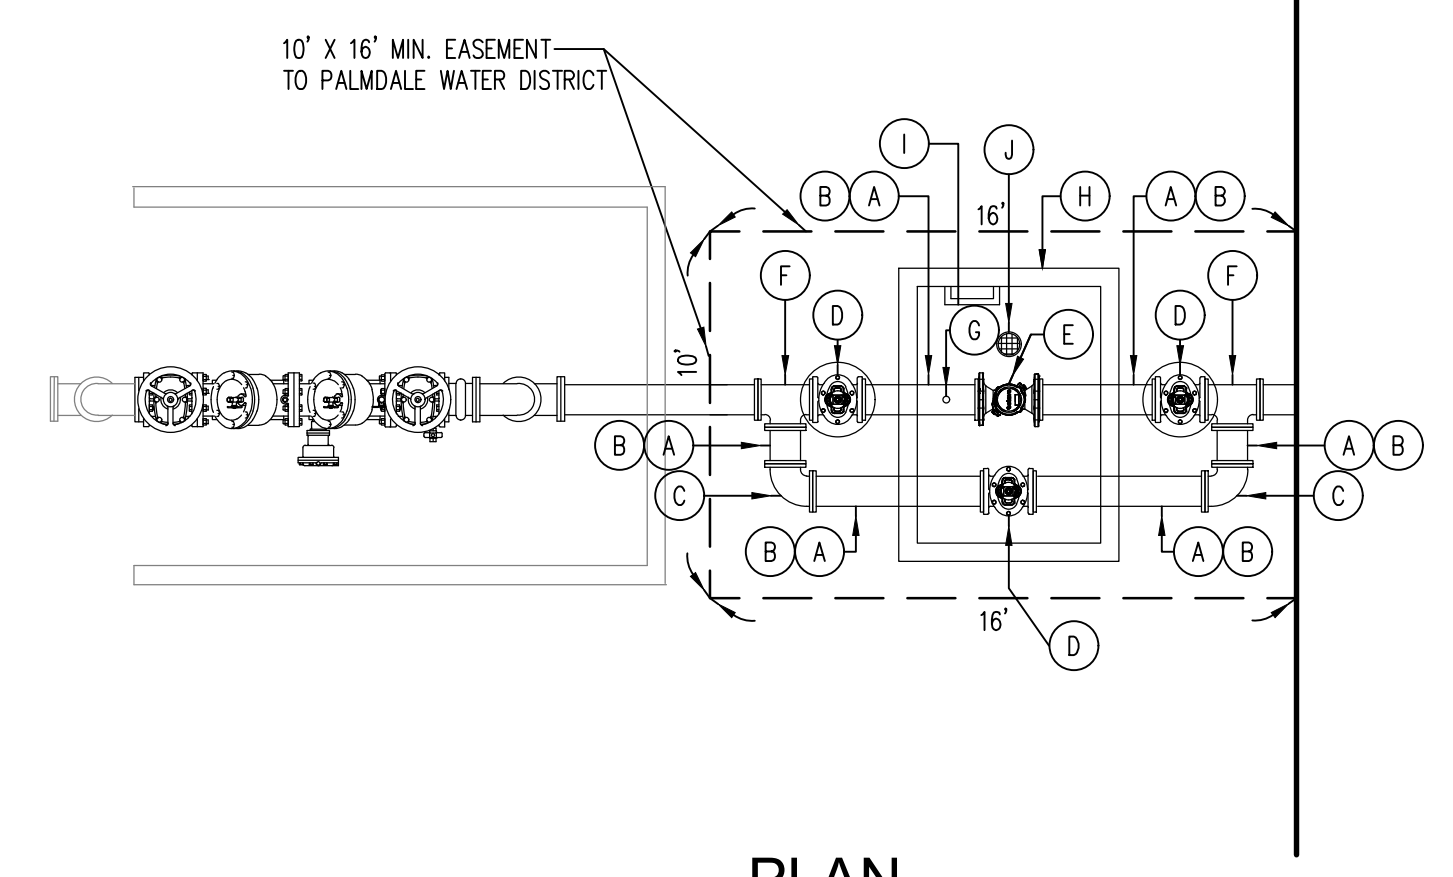 10' X 16' MIN. EASEMENT
TO PALMDALE WATER DISTRICT
I
J
B A
16'
H
A B
F
F
D
D
G
E
10'
B A
A B
C
C
B A
A B
16'
D
PLAN